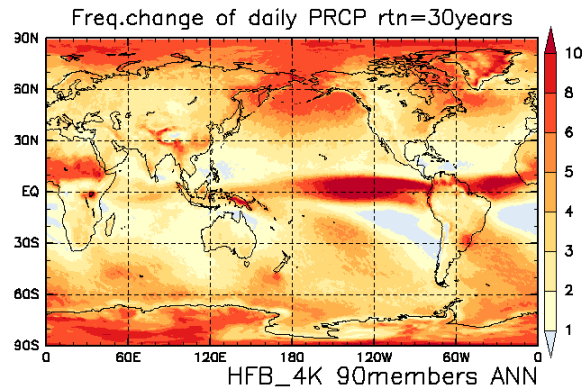 Freq.change of daily PRCP rtn=30years
90N
60N
30N
EQ
30S
60S
90S
0 60E 120E 180 120W 60W 0
10
8
6
5
4
3
2
1
HFB_4K 90members ANN